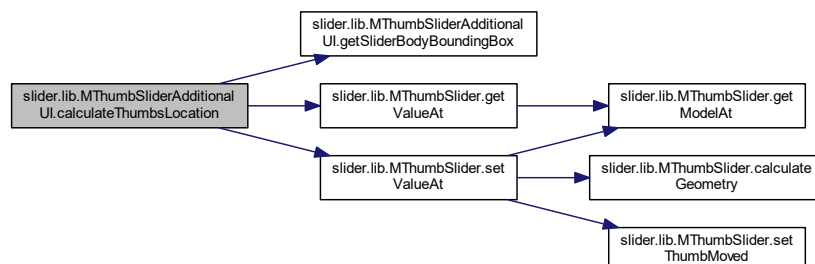 slider.lib.MThumbSliderAdditional
UI.getSliderBodyBoundingBox
slider.lib.MThumbSliderAdditional
UI.calculateThumbsLocation
slider.lib.MThumbSlider.get
ValueAt
slider.lib.MThumbSlider.get
ModelAt
slider.lib.MThumbSlider.set
ValueAt
slider.lib.MThumbSlider.calculate
Geometry
slider.lib.MThumbSlider.set
ThumbMoved